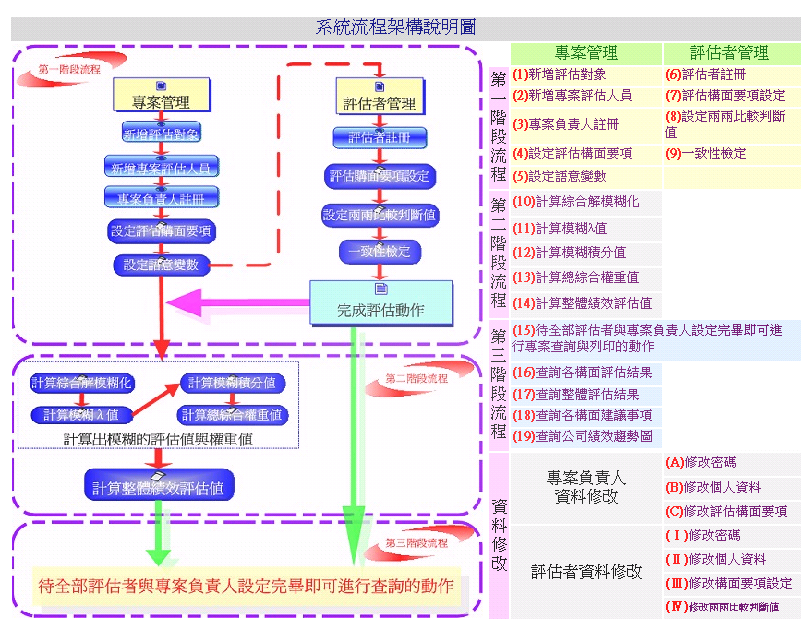 系統流程架構說明圖
第一階段流程
專案管理
新增評估對象
新增專案評估人員
專案負責人註冊
設定評估購面要項
設定語意變數
評估者管理
評估者註冊
評估購面要項設定
設定兩兩比較判斷值
一致性檢定
完成評估動作
第二階段流程
計算綜合解模糊化
計算模糊λ值
計算模糊積分值
計算總綜合權重值
計算出模糊的評估值與權重值
計算整體績效評估值
第三階段流程
待全部評估者與專案負責人設定完畢即可進行查詢的動作
專案管理
評估者管理
第一階段流程
(1)新增評估對象
(6)評估者註冊
(2)新增專案評估人員
(7)評估構面要項設定
(3)專案負責人註冊
(8)設定兩兩比較判斷
值
(4)設定評估構面要項
(9)一致性檢定
(5)設定語意變數
第二階段流程
(10)計算綜合解模糊化
(11)計算模糊λ值
(12)計算模糊積分值
(13)計算總綜合權重值
(14)計算整體績效評估值
第三階段流程
(15)待全部評估者與專案負責人設定完畢即可進
行專案查詢與列印的動作
(16)查詢各構面評估結果
(17)查詢整體評估結果
(18)查詢各構面建議事項
(19)查詢公司績效趨勢圖
資料修改
專案負責人
資料修改
(A)修改密碼
(B)修改個人資料
(C)修改評估構面要項
評估者資料修改
(Ⅰ)修改密碼
(Ⅱ)修改個人資料
(Ⅲ)修改構面要項設定
(Ⅳ)修改兩兩比較判斷值